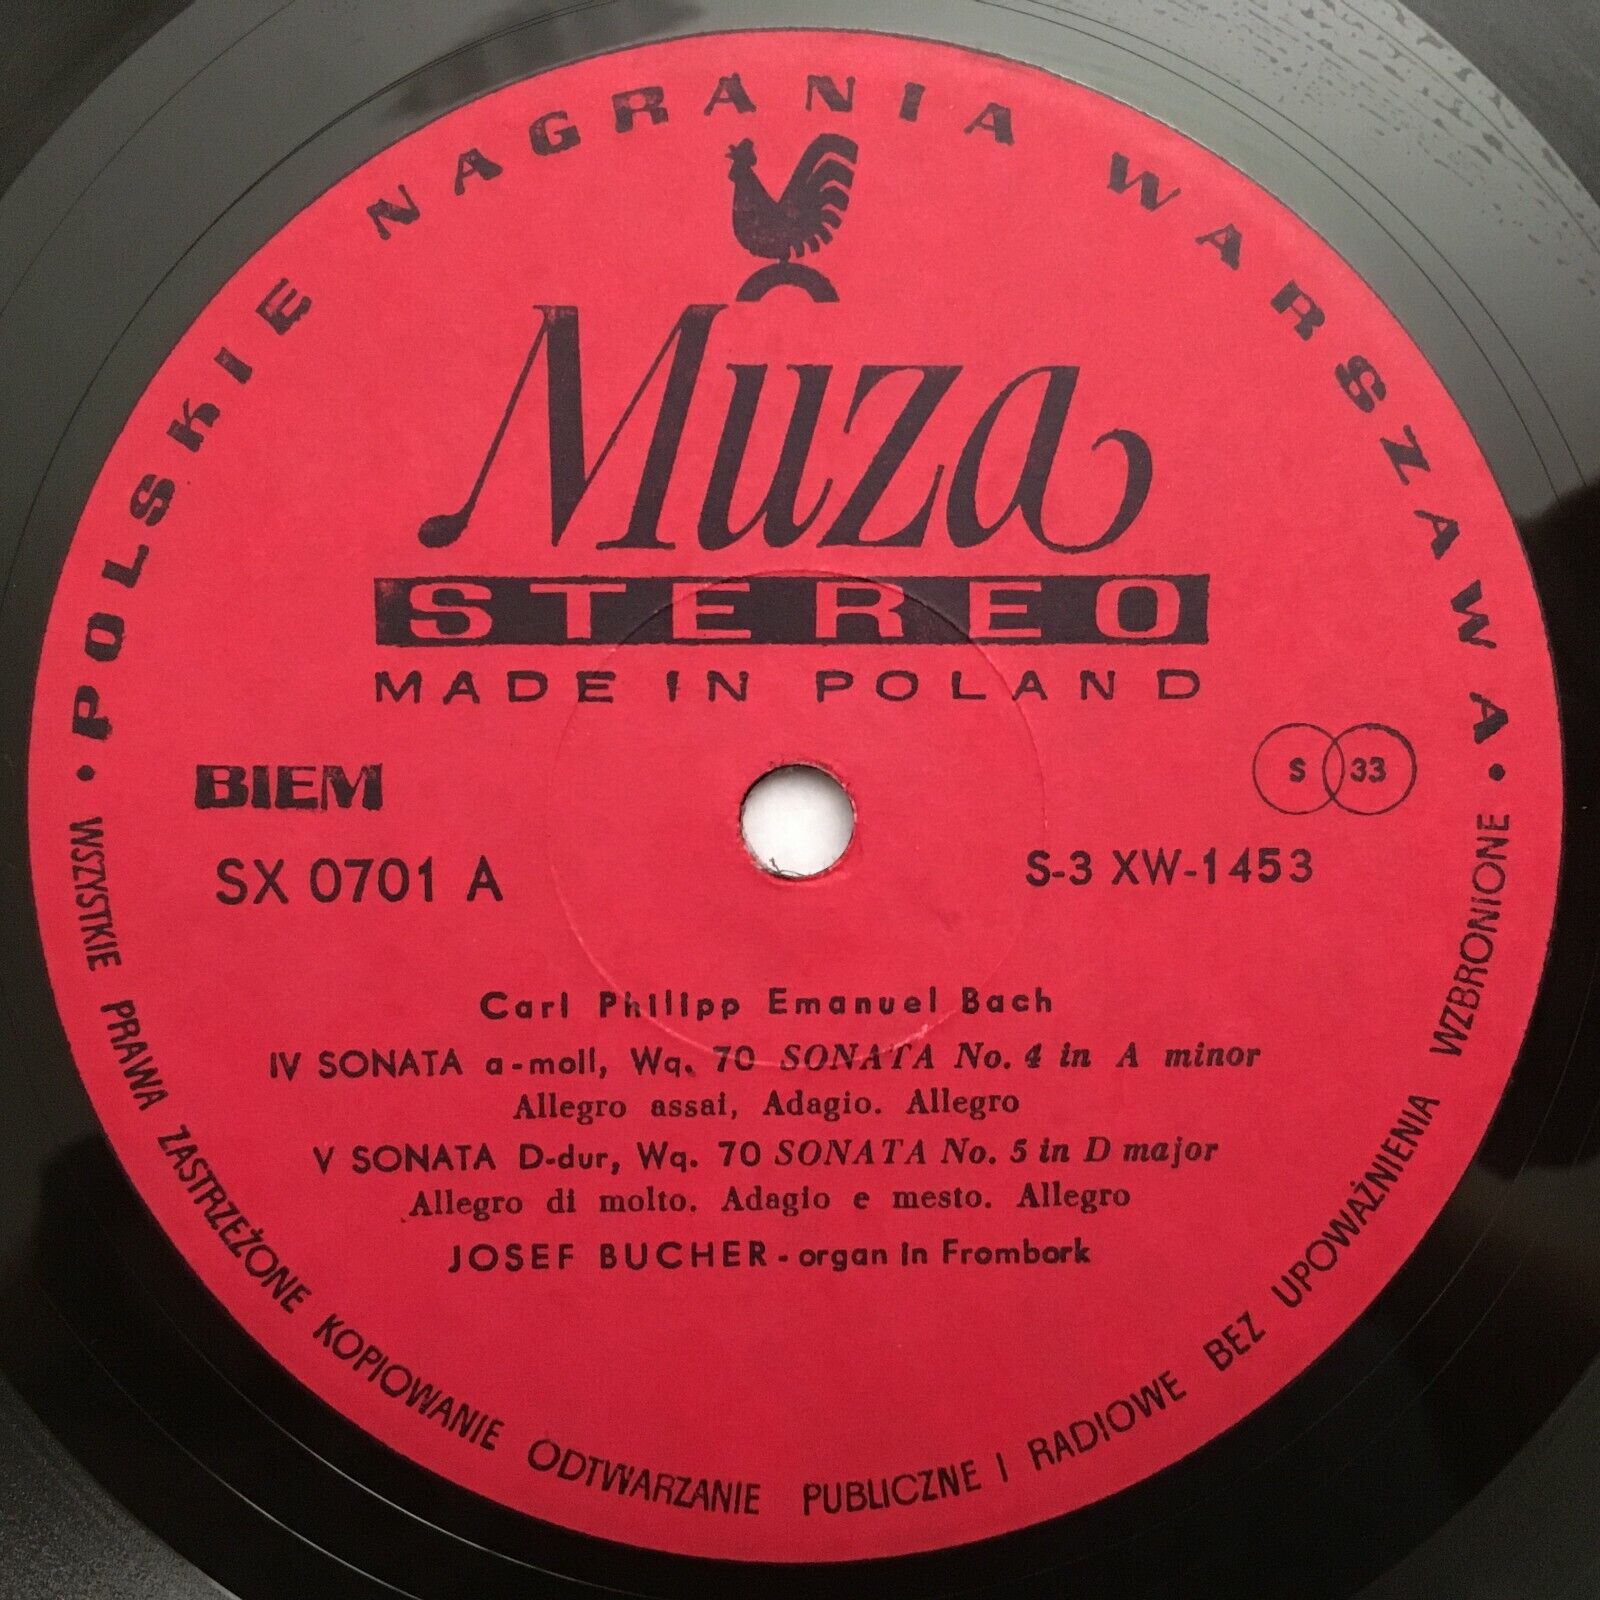 • POLSKIE NAGRANIA WARSZAWA •
Muza
STEREO
MADE IN POLAND
BIEM
S 33
SX 0701 A
S-3 XW-1453
Carl Philipp Emanuel Bach
IV SONATA a-moll, Wq. 70 SONATA No. 4 in A minor
Allegro assai, Adagio. Allegro
V SONATA D-dur, Wq. 70 SONATA No. 5 in D major
Allegro di molto. Adagio e mesto. Allegro
JOSEF BUCHER - organ in Frombork
WSZYSTKIE PRAWA ZASTRZEŻONE KOPIOWANIE ODTWARZANIE PUBLICZNE I RADIOWE BEZ UPOWAŻNIENIA WZBRONIONE